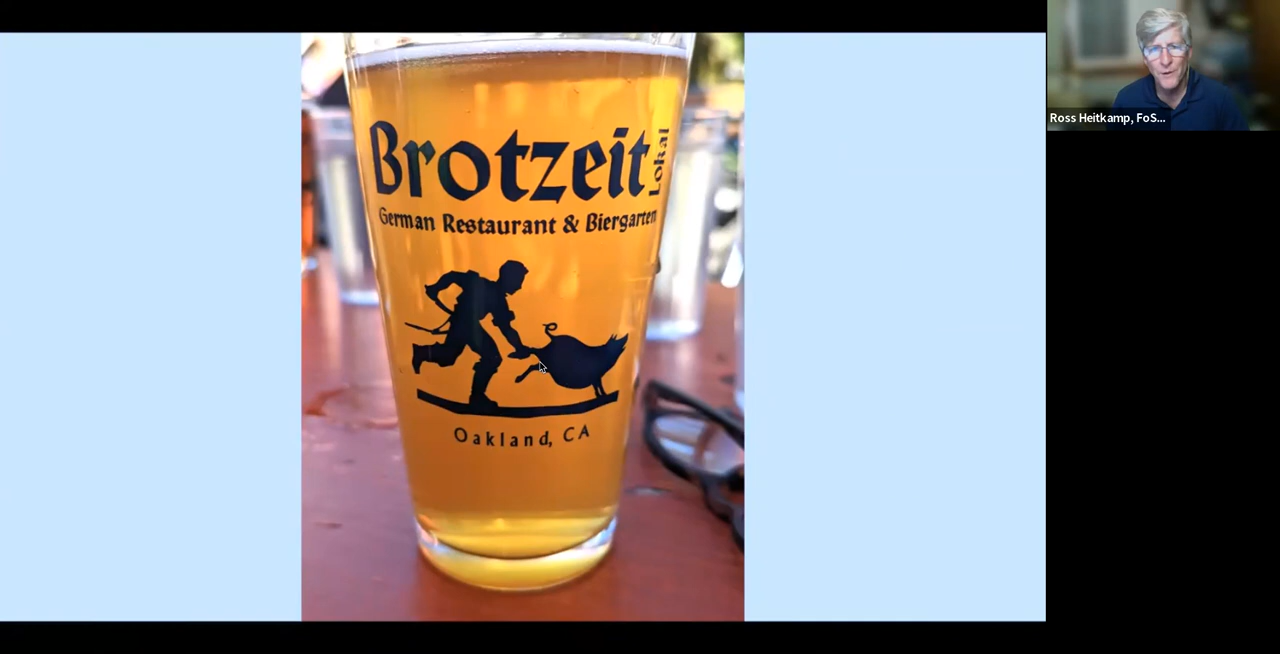 Brotzeit
Lokal
German Restaurant & Biergarten
Oakland, CA
Ross Heitkamp, FoS...